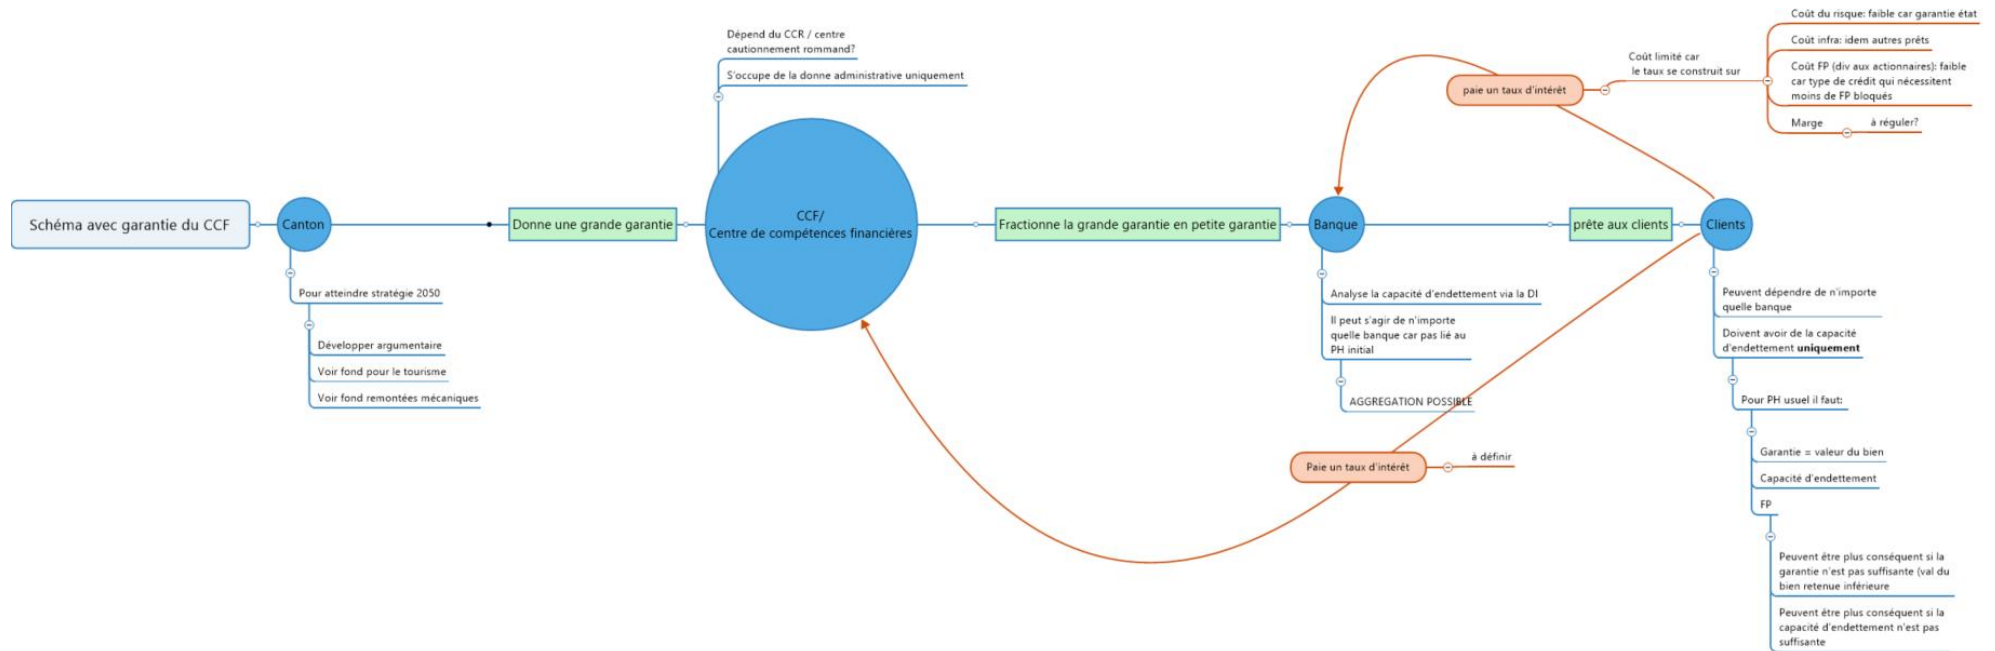 Schéma avec garantie du CCF
Canton
Pour atteindre stratégie 2050
Développer argumentaire
Voir fond pour le tourisme
Voir fond remontées mécaniques
Donne une grande garantie
Dépend du CCR / centre
cautionnement rommand?
S'occupe de la donne administrative uniquement
CCF/
Centre de compétences financières
Fractionne la grande garantie en petite garantie
Banque
Analyse la capacité d'endettement via la DI
Il peut s'agir de n'importe
quelle banque car pas lié au
PH initial
AGGREGATION POSSIBLE
prête aux clients
Clients
Peuvent dépendre de n'importe
quelle banque
Doivent avoir de la capacité
d'endettement uniquement
Pour PH usuel il faut:
Garantie = valeur du bien
Capacité d'endettement
FP
Peuvent être plus conséquent si la
garantie n'est pas suffisante (val du
bien retenue inférieure
Peuvent être plus conséquent si la
capacité d'endettement n'est pas
suffisante
paie un taux d'intérêt
Coût limité car
le taux se construit sur
Coût du risque: faible car garantie état
Coût infra: idem autres prêts
Coût FP (div aux actionnaires): faible
car type de crédit qui nécessitent
moins de FP bloqués
Marge
à réguler?
Paie un taux d'intérêt
à définir